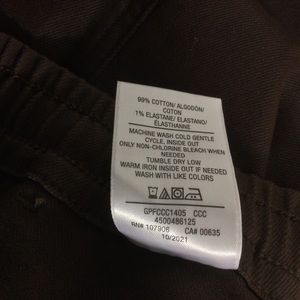 99% COTTON/ ALGODÓN/
COTON
1% ELASTANE/ ELASTANO/
ÉLASTHANNE
MACHINE WASH COLD GENTLE
CYCLE, INSIDE OUT
ONLY NON-CHLORINE BLEACH WHEN
NEEDED
TUMBLE DRY LOW
WARM IRON INSIDE OUT IF NEEDED
WASH WITH LIKE COLORS
GPFCCC1405 CCC
4500486125
RN# 107906 CA# 00635
10/2021